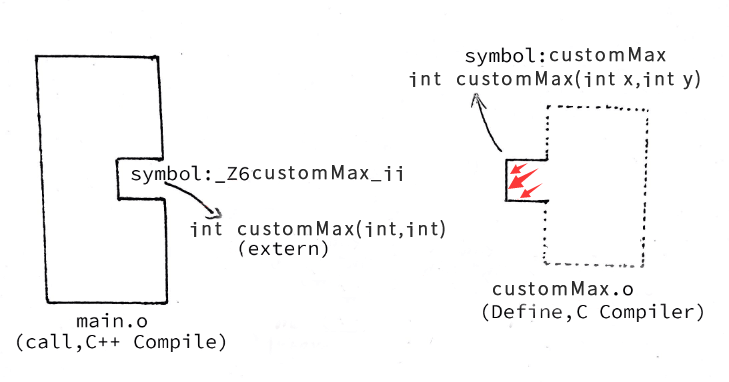 symbol:customMax
int customMax(int x,int y)
symbol:_Z6customMax_ii
int customMax(int,int)
(extern)
customMax.o
(Define,C Compiler)
main.o
(call,C++ Compile)